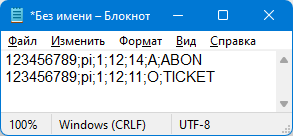 *Без имени – Блокнот
Файл Изменить Формат Вид Справка
123456789;pi;1;12;14;A;ABON
123456789;pi;1;12;11;O;TICKET
100% Windows (CRLF) UTF-8